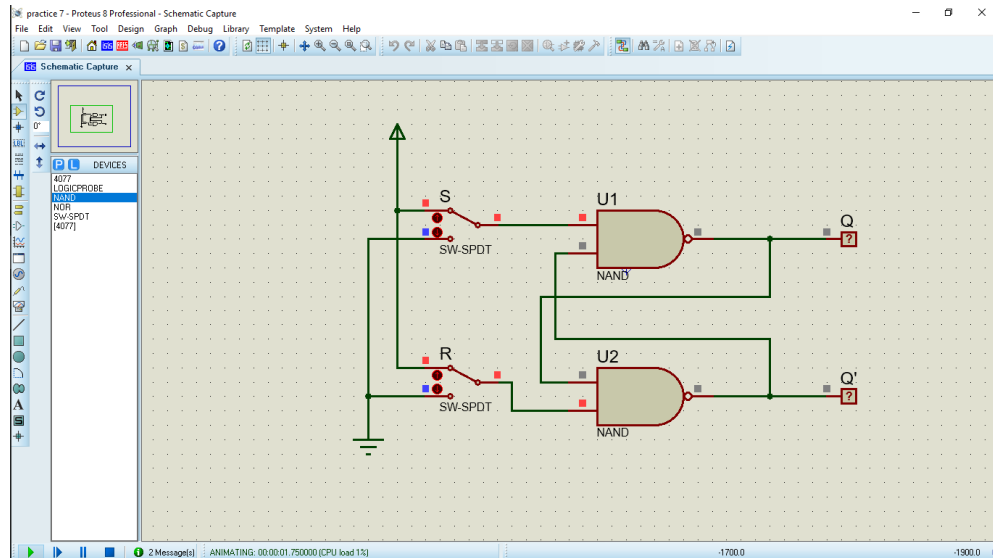 practice 7 - Proteus 8 Professional - Schematic Capture
File Edit View Tool Design Graph Debug Library Template System Help
Schematic Capture
0°
P L DEVICES
4077
LOGICPROBE
NAND
NOR
SW-SPDT
[4077]
S
SW-SPDT
U1
NAND
Q
?
R
SW-SPDT
U2
NAND
Q'
?
2 Message(s) ANIMATING: 00:00:01.750000 (CPU load 1%) -1700.0 -1900.0